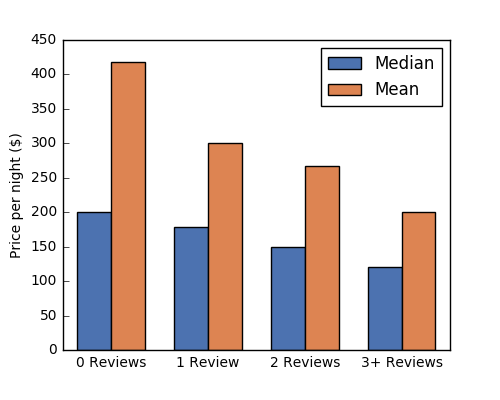 450
400
350
300
250
200
150
100
50
0
Price per night ($)
Median
Mean
0 Reviews
1 Review
2 Reviews
3+ Reviews